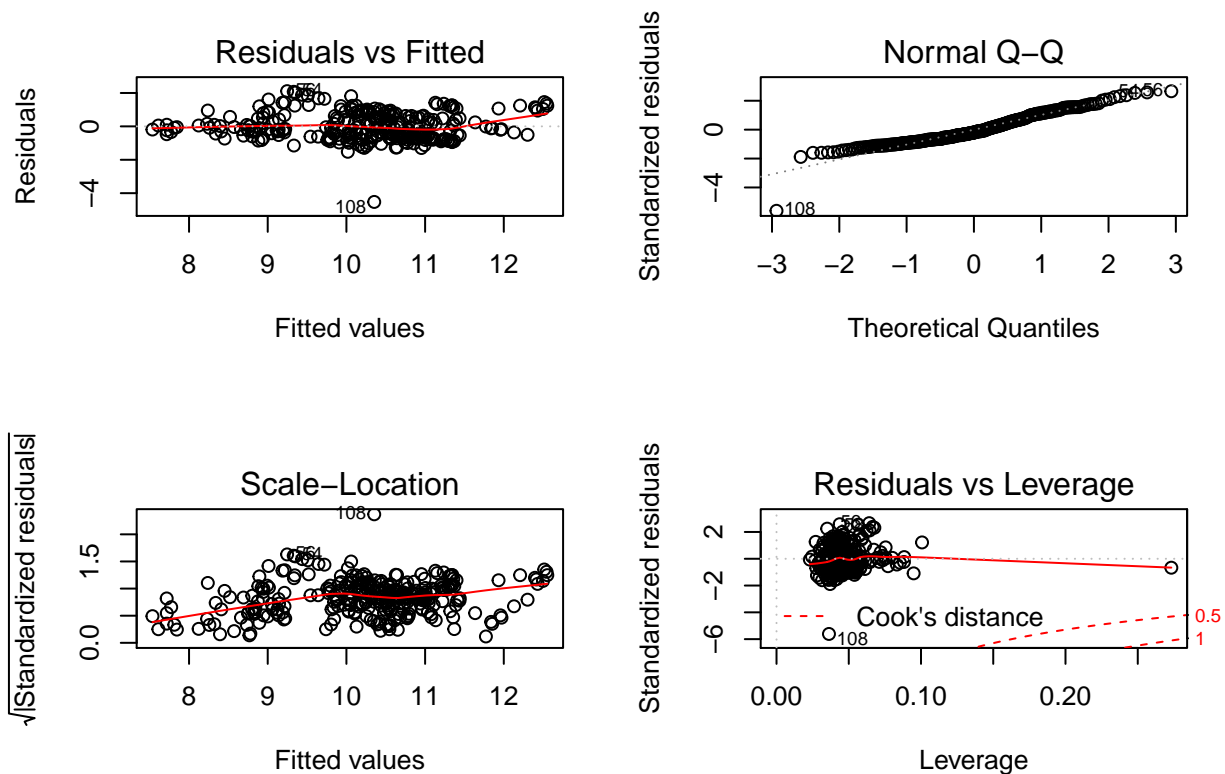 Residuals vs Fitted
Residuals
0
−4
108
8 9 10 11 12
Fitted values
Normal Q−Q
Standardized residuals
0
−4
108
−3 −2 −1 0 1 2 3
Theoretical Quantiles
Scale−Location
√|Standardized residuals|
1.5
0.0
108
8 9 10 11 12
Fitted values
Residuals vs Leverage
Standardized residuals
2
−2
−6
Cook's distance
108
0.5
1
0.00 0.10 0.20
Leverage